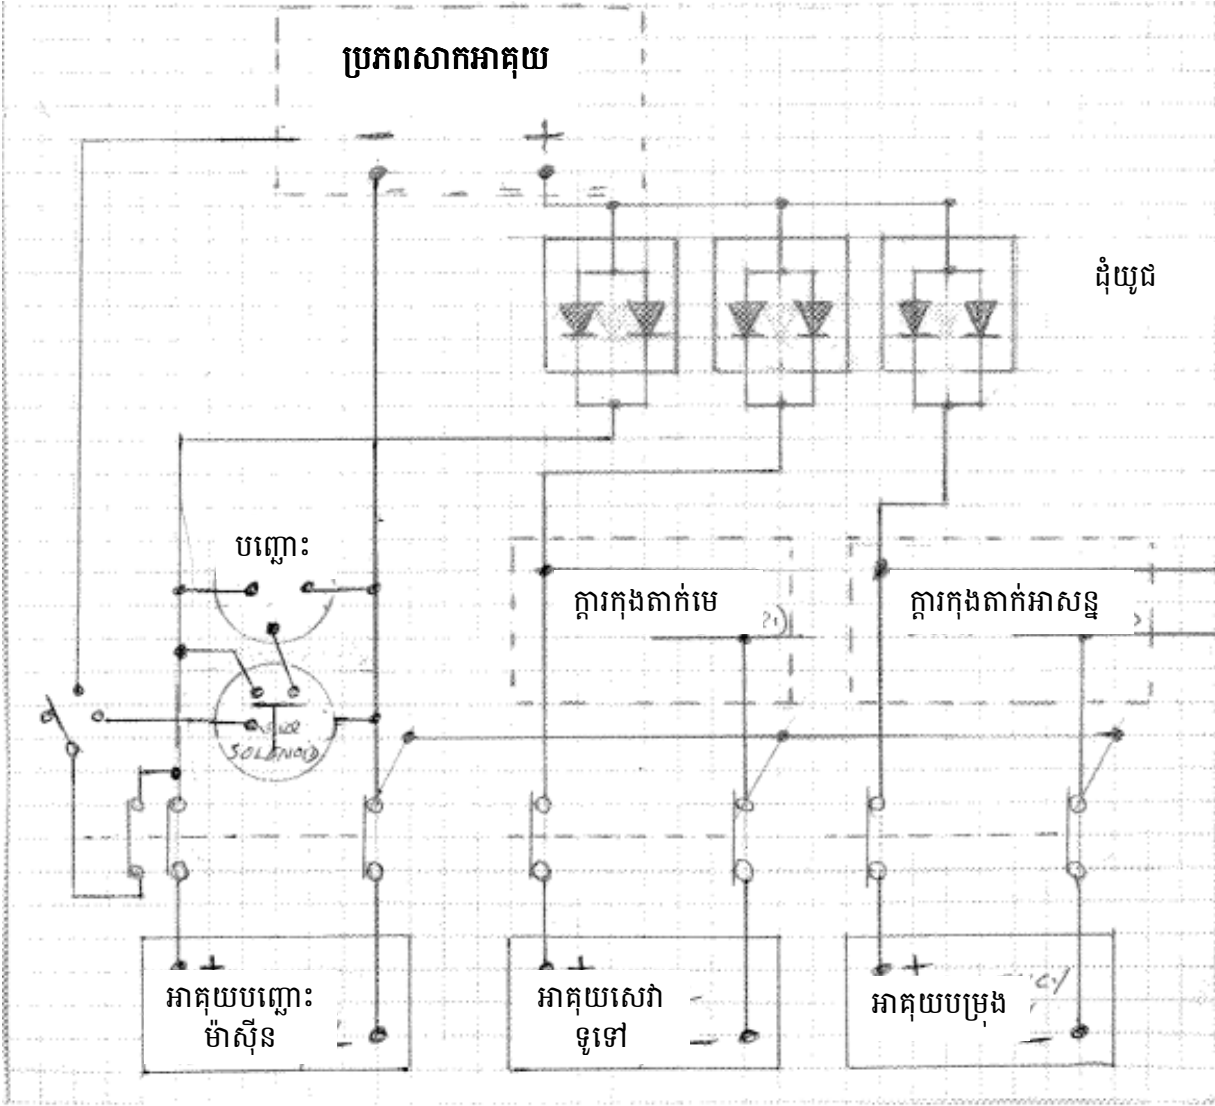 ប្រភពសាកអាគុយ
− +
ដុំយូជ
បញ្ឆោះ
ក្តារកុងតាក់មេ
ក្តារកុងតាក់អាសន្ន
SOLENOID
+
+
+
អាគុយបញ្ឆោះ
ម៉ាស៊ីន
អាគុយសេវា
ទូទៅ
អាគុយបម្រុង